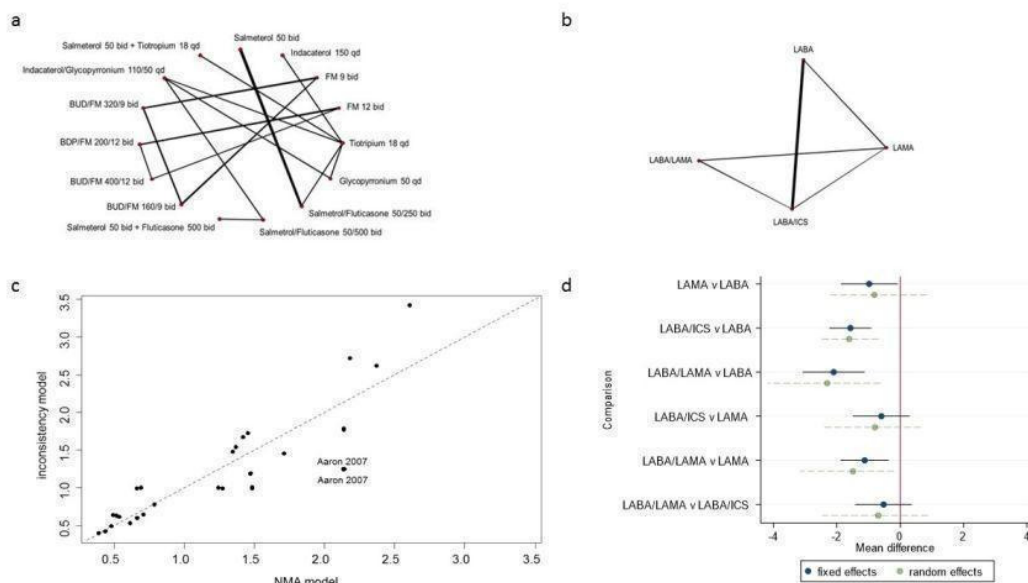 a
Salmeterol 50 bid
Salmeterol 50 bid + Tiotropium 18 qd
Indacaterol 150 qd
Indacaterol/Glycopyrronium 110/50 qd
FM 9 bid
BUD/FM 320/9 bid
FM 12 bid
BDP/FM 200/12 bid
Tiotripium 18 qd
BUD/FM 400/12 bid
Glycopyrronium 50 qd
BUD/FM 160/9 bid
Salmetrol/Fluticasone 50/250 bid
Salmeterol 50 bid + Fluticasone 500 bid
Salmetrol/Fluticasone 50/500 bid
b
LABA
LAMA
LABA/LAMA
LABA/ICS
c
inconsistency model
3.5
3.0
2.5
2.0
1.5
1.0
0.5
Aaron 2007
Aaron 2007
0.5 1.0 1.5 2.0 2.5 3.0 3.5
NMA model
d
Comparison
LAMA v LABA
LABA/ICS v LABA
LABA/LAMA v LABA
LABA/ICS v LAMA
LABA/LAMA v LAMA
LABA/LAMA v LABA/ICS
-4 -2 0 2 4
Mean difference
fixed effects random effects